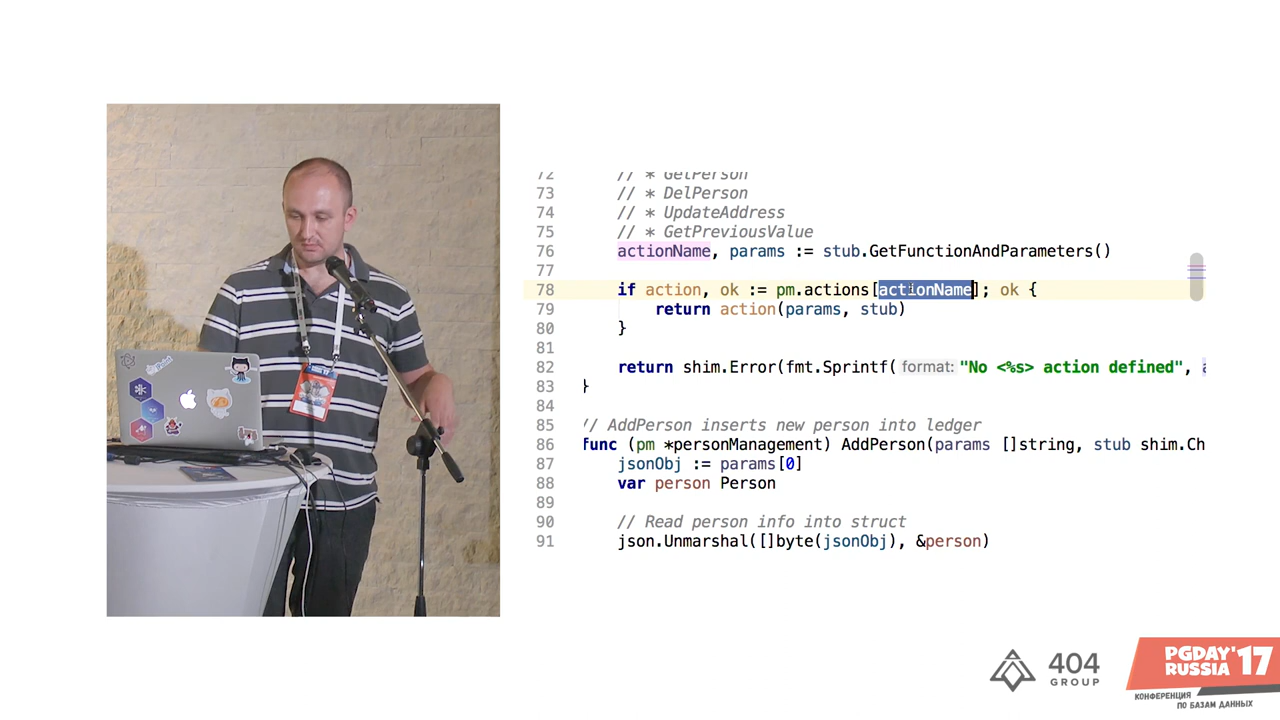 72 // * GetPerson
73 // * DelPerson
74 // * UpdateAddress
75 // * GetPreviousValue
76 actionName, params := stub.GetFunctionAndParameters()
77
78 if action, ok := pm.actions[actionName]; ok {
79 return action(params, stub)
80 }
81
82 return shim.Error(fmt.Sprintf( format: "No <%s> action defined",
83 }
84
85 // AddPerson inserts new person into ledger
86 func (pm *personManagement) AddPerson(params []string, stub shim.Ch
87 jsonObj := params[0]
88 var person Person
89
90 // Read person info into struct
91 json.Unmarshal([]byte(jsonObj), &person)
404
GROUP
PGDAY'17
RUSSIA
КОНФЕРЕНЦИЯ
ПО БАЗАМ ДАННЫХ